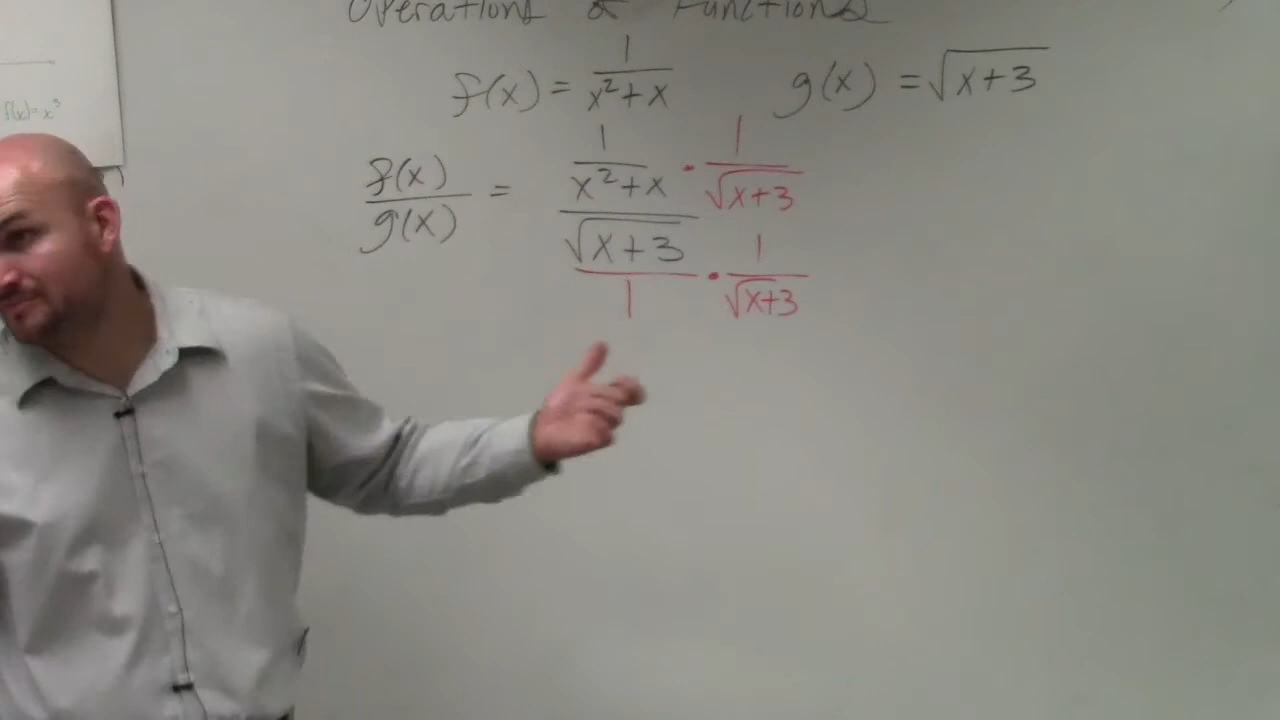 Operations of Functions
f(x) = 1/(x²+x) g(x) = √(x+3)
f(x)=x³
f(x)/g(x) = (1/(x²+x) · 1/√(x+3)) / (√(x+3)/1 · 1/√(x+3))